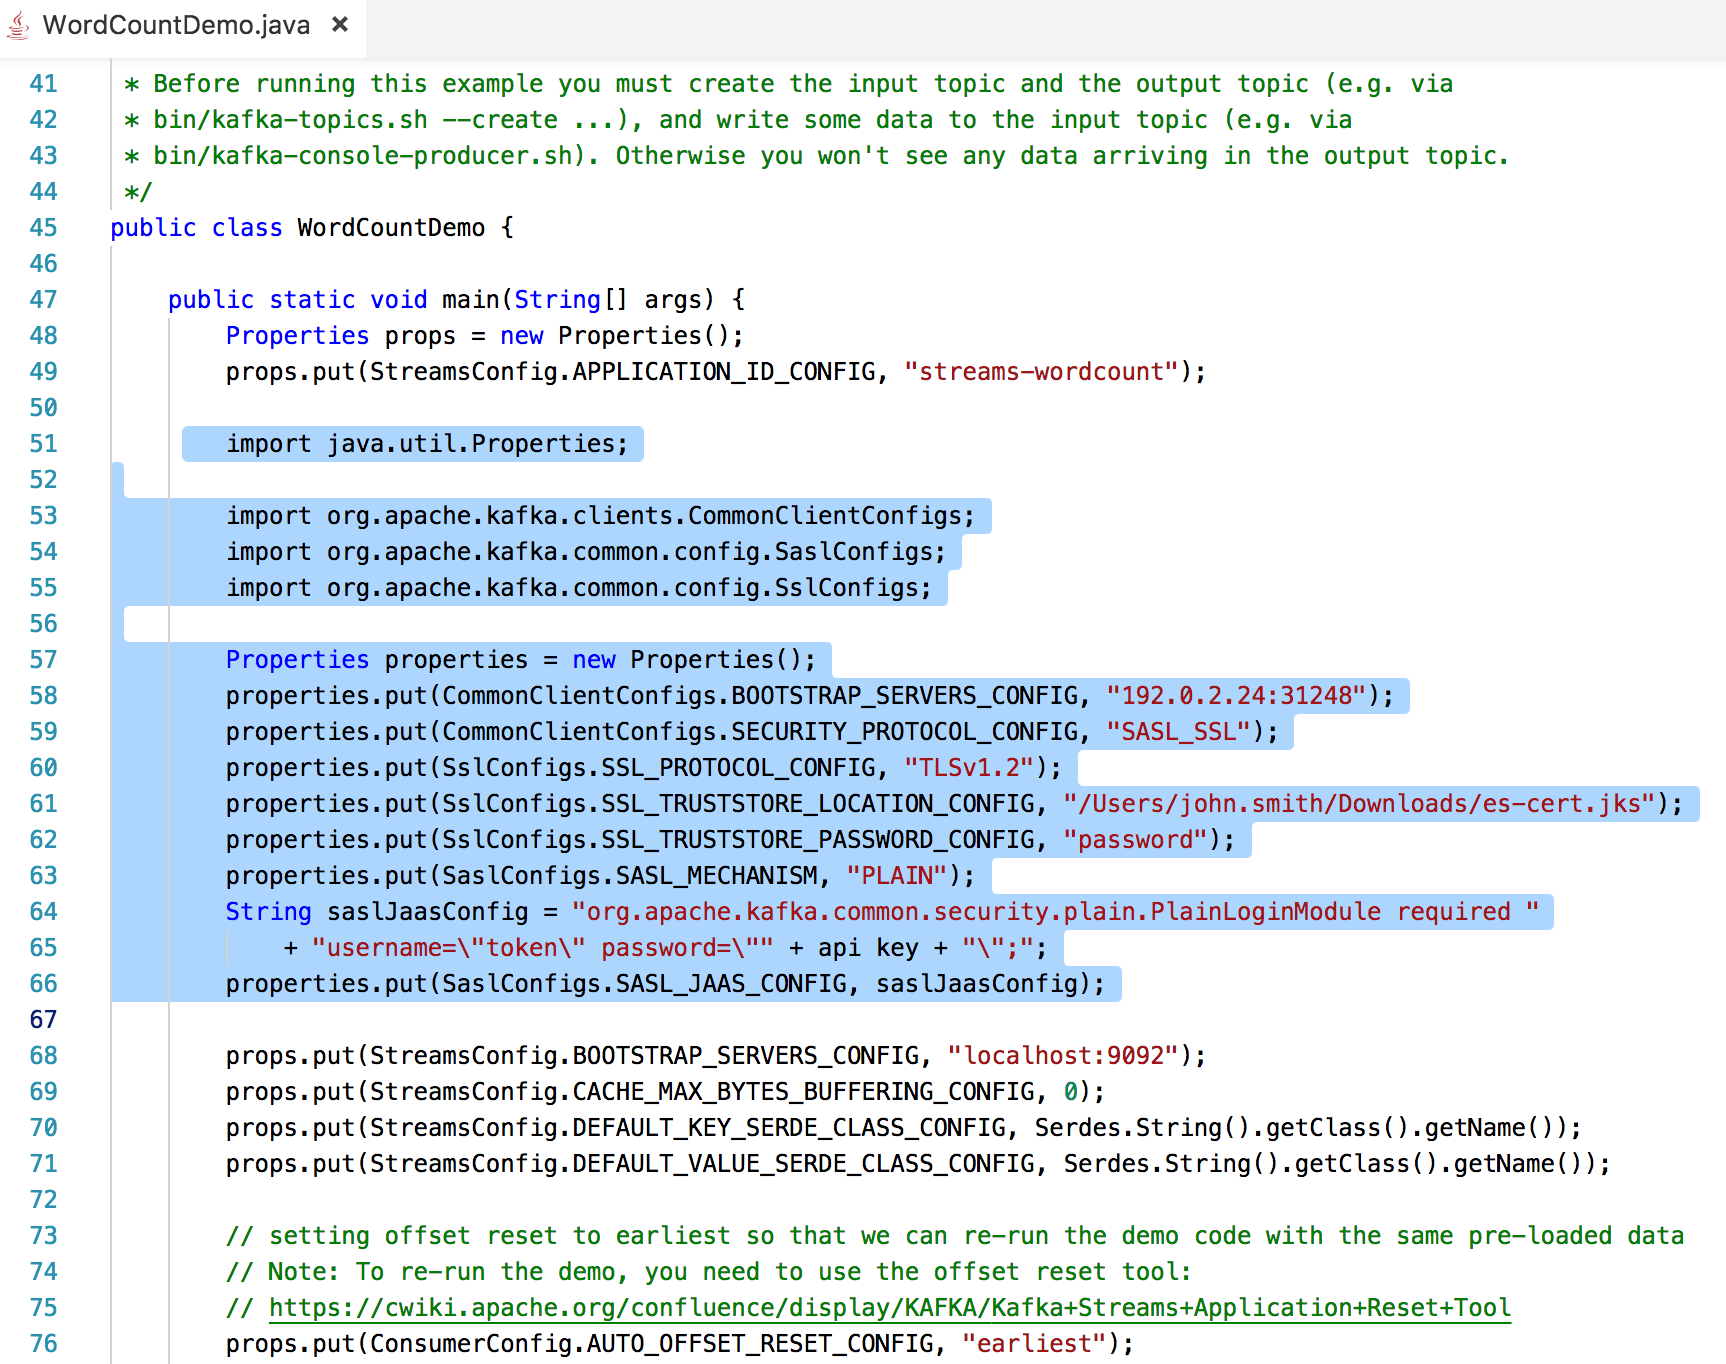 WordCountDemo.java ×
41 * Before running this example you must create the input topic and the output topic (e.g. via
42 * bin/kafka-topics.sh --create ...), and write some data to the input topic (e.g. via
43 * bin/kafka-console-producer.sh). Otherwise you won't see any data arriving in the output topic.
44 */
45 public class WordCountDemo {
46
47 public static void main(String[] args) {
48 Properties props = new Properties();
49 props.put(StreamsConfig.APPLICATION_ID_CONFIG, "streams-wordcount");
50
51 import java.util.Properties;
52
53 import org.apache.kafka.clients.CommonClientConfigs;
54 import org.apache.kafka.common.config.SaslConfigs;
55 import org.apache.kafka.common.config.SslConfigs;
56
57 Properties properties = new Properties();
58 properties.put(CommonClientConfigs.BOOTSTRAP_SERVERS_CONFIG, "192.0.2.24:31248");
59 properties.put(CommonClientConfigs.SECURITY_PROTOCOL_CONFIG, "SASL_SSL");
60 properties.put(SslConfigs.SSL_PROTOCOL_CONFIG, "TLSv1.2");
61 properties.put(SslConfigs.SSL_TRUSTSTORE_LOCATION_CONFIG, "/Users/john.smith/Downloads/es-cert.jks");
62 properties.put(SslConfigs.SSL_TRUSTSTORE_PASSWORD_CONFIG, "password");
63 properties.put(SaslConfigs.SASL_MECHANISM, "PLAIN");
64 String saslJaasConfig = "org.apache.kafka.common.security.plain.PlainLoginModule required "
65 + "username=\"token\" password=\"" + api key + "\";";
66 properties.put(SaslConfigs.SASL_JAAS_CONFIG, saslJaasConfig);
67
68 props.put(StreamsConfig.BOOTSTRAP_SERVERS_CONFIG, "localhost:9092");
69 props.put(StreamsConfig.CACHE_MAX_BYTES_BUFFERING_CONFIG, 0);
70 props.put(StreamsConfig.DEFAULT_KEY_SERDE_CLASS_CONFIG, Serdes.String().getClass().getName());
71 props.put(StreamsConfig.DEFAULT_VALUE_SERDE_CLASS_CONFIG, Serdes.String().getClass().getName());
72
73 // setting offset reset to earliest so that we can re-run the demo code with the same pre-loaded data
74 // Note: To re-run the demo, you need to use the offset reset tool:
75 // https://cwiki.apache.org/confluence/display/KAFKA/Kafka+Streams+Application+Reset+Tool
76 props.put(ConsumerConfig.AUTO_OFFSET_RESET_CONFIG, "earliest");